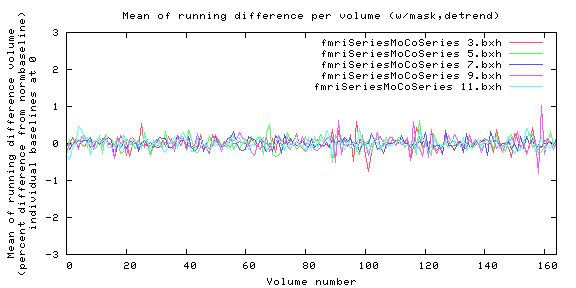 Mean of running difference per volume (w/mask,detrend)
fmriSeriesMoCoSeries 3.bxh
fmriSeriesMoCoSeries 5.bxh
fmriSeriesMoCoSeries 7.bxh
fmriSeriesMoCoSeries 9.bxh
fmriSeriesMoCoSeries 11.bxh
Mean of running difference volume
(percent difference from normbaseline)
individual baselines at 0
3
2
1
0
-1
-2
-3
0 20 40 60 80 100 120 140 160
Volume number